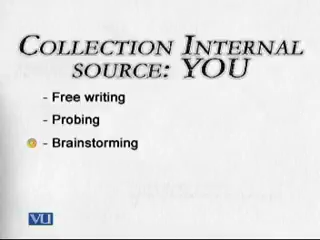 COLLECTION INTERNAL
SOURCE: YOU
- Free writing
- Probing
- Brainstorming
VU